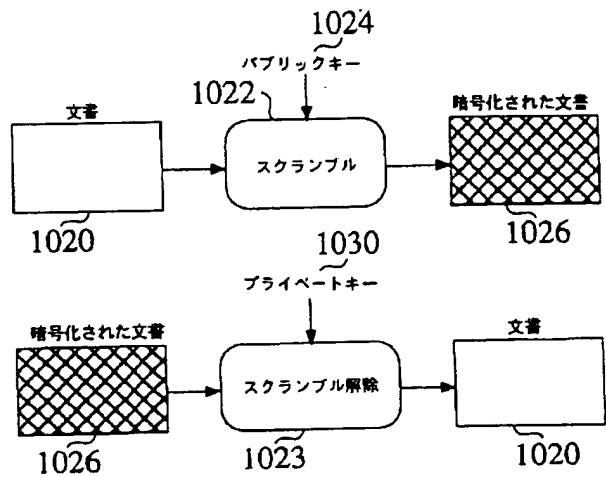 1024
パブリックキー
1022
文書
スクランブル
暗号化された文書
1020
1026
1030
プライベートキー
暗号化された文書
スクランブル解除
文書
1026
1023
1020